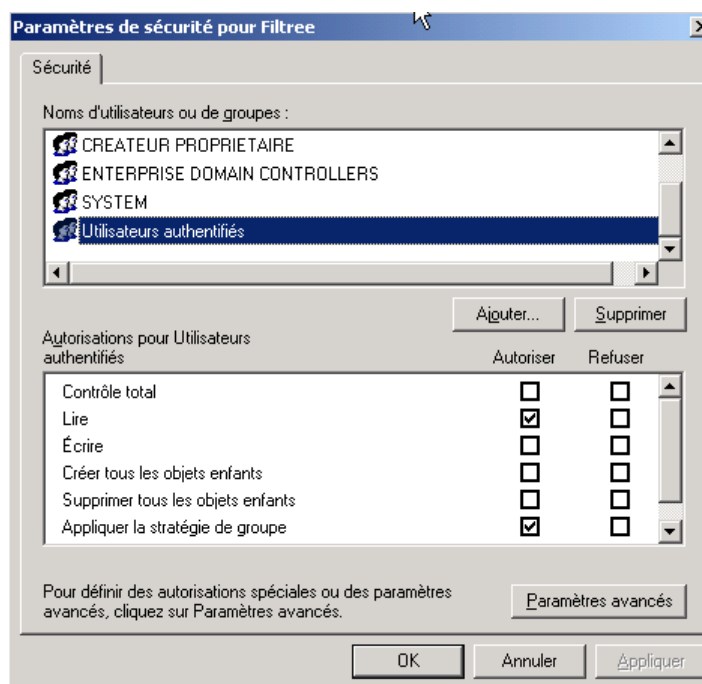 Paramètres de sécurité pour Filtree
Sécurité
Noms d'utilisateurs ou de groupes :
CREATEUR PROPRIETAIRE
ENTERPRISE DOMAIN CONTROLLERS
SYSTEM
Utilisateurs authentifiés
Ajouter... Supprimer
Autorisations pour Utilisateurs
authentifiés Autoriser Refuser
Contrôle total
Lire
Écrire
Créer tous les objets enfants
Supprimer tous les objets enfants
Appliquer la stratégie de groupe
Pour définir des autorisations spéciales ou des paramètres
avancés, cliquez sur Paramètres avancés.
Paramètres avancés
OK Annuler Appliquer